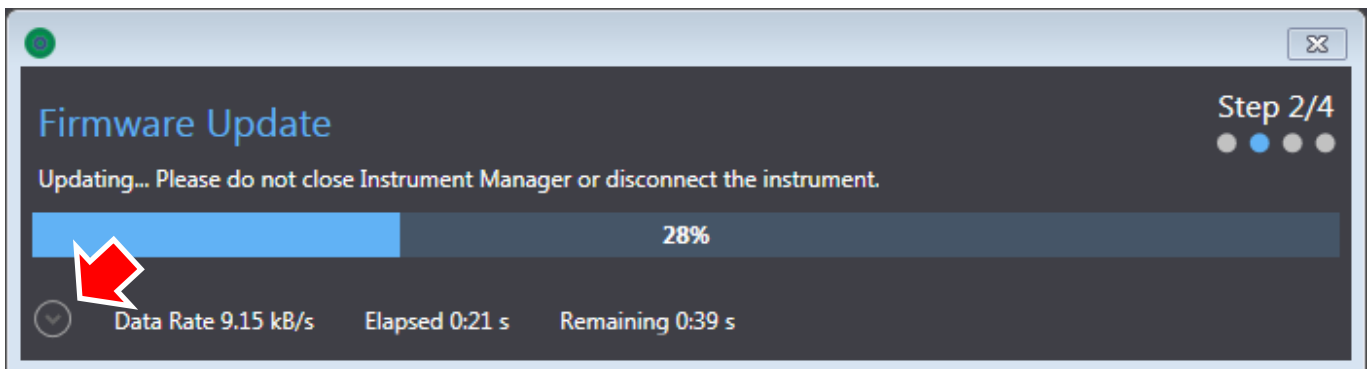 Firmware Update
Step 2/4
Updating... Please do not close Instrument Manager or disconnect the instrument.
28%
Data Rate 9.15 kB/s Elapsed 0:21 s Remaining 0:39 s